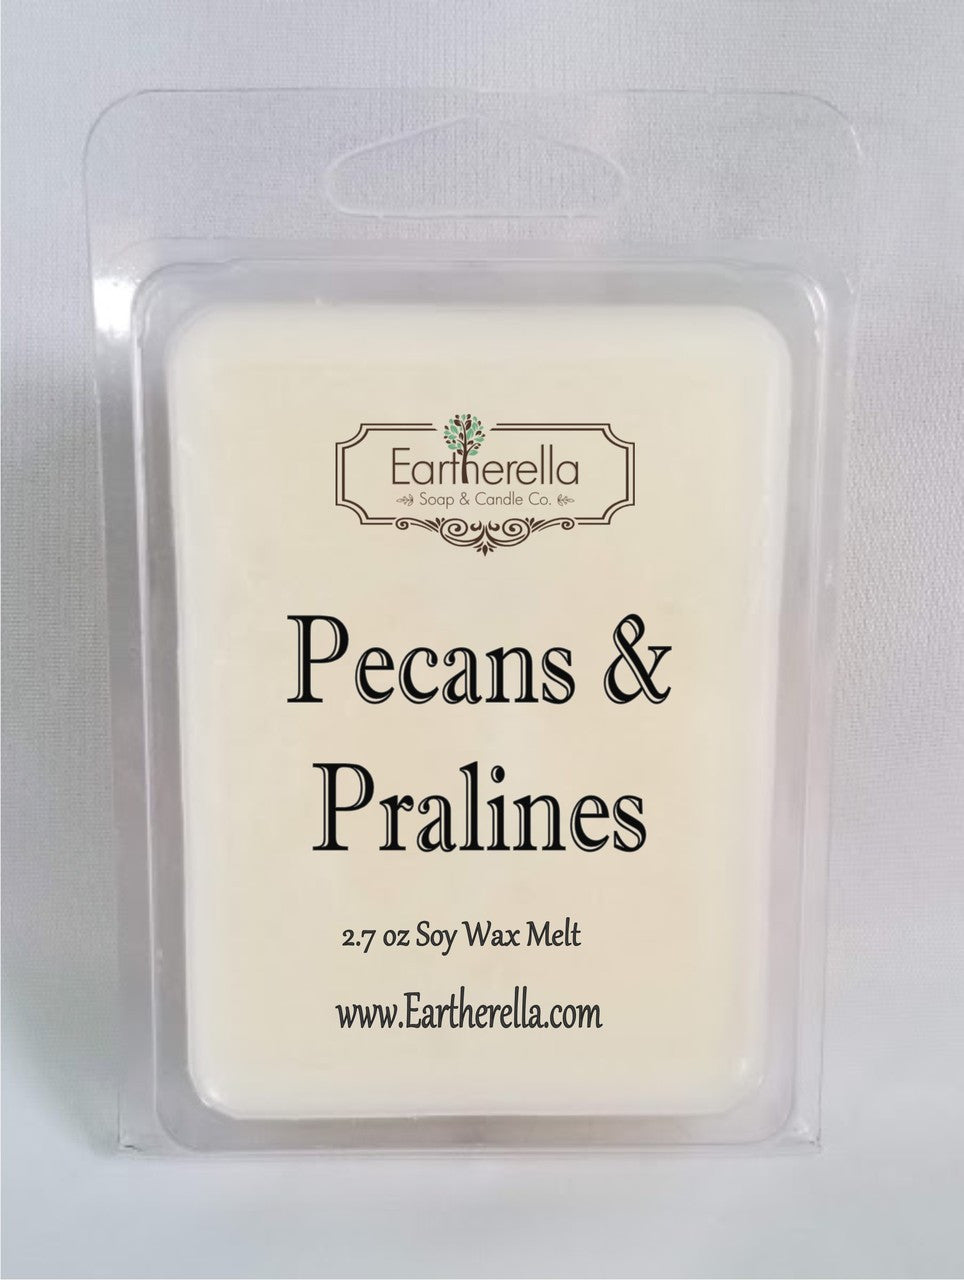 Eartherella
Soap & Candle Co.
Pecans &
Pralines
2.7 oz Soy Wax Melt
www.Eartherella.com